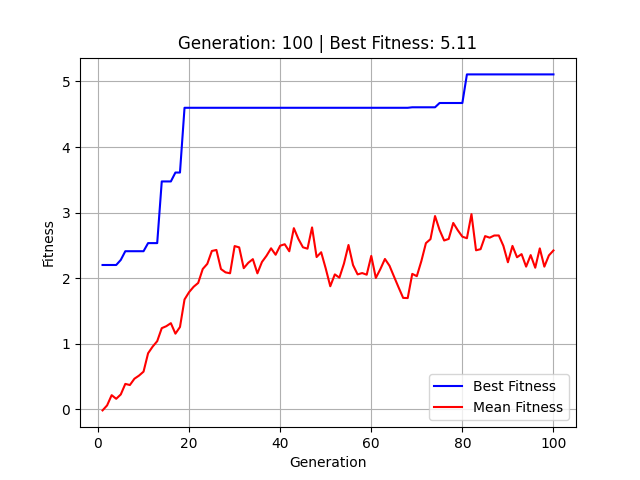 Generation: 100 | Best Fitness: 5.11
5
4
3
2
1
0
Fitness
0 20 40 60 80 100
Generation
Best Fitness
Mean Fitness